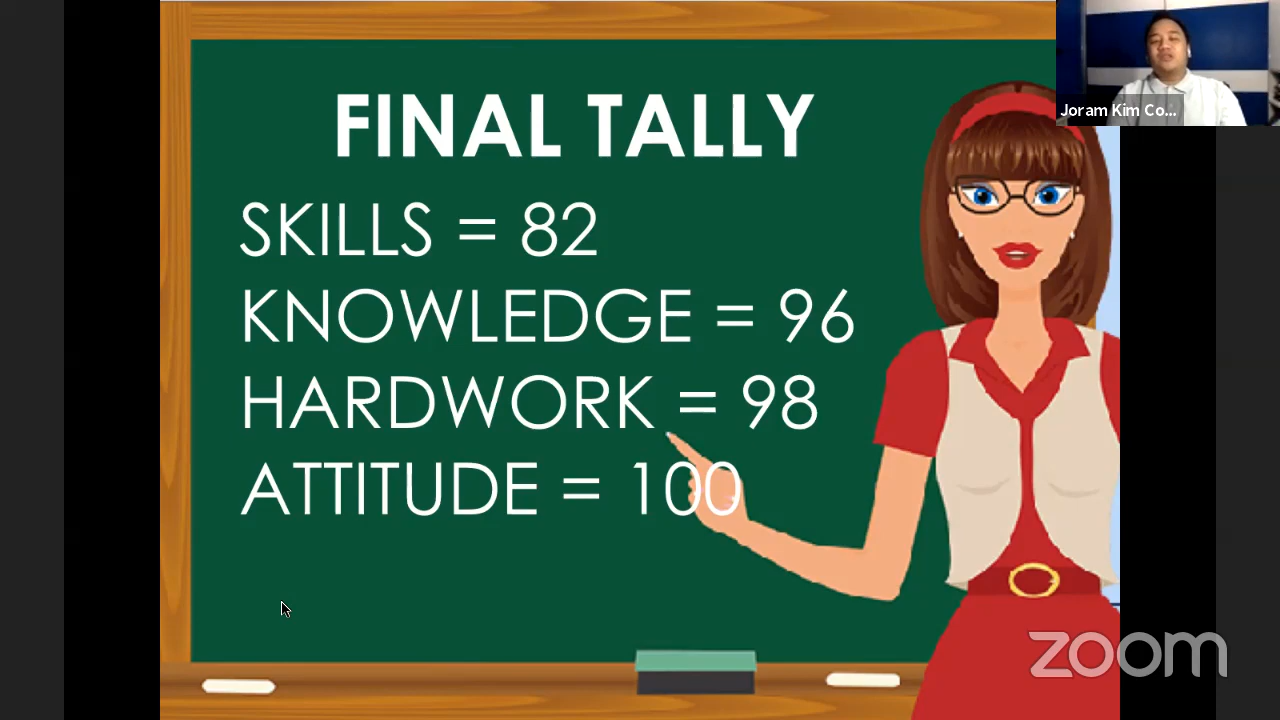 Joram Kim Co...
FINAL TALLY
SKILLS = 82
KNOWLEDGE = 96
HARDWORK = 98
ATTITUDE = 100
zoom